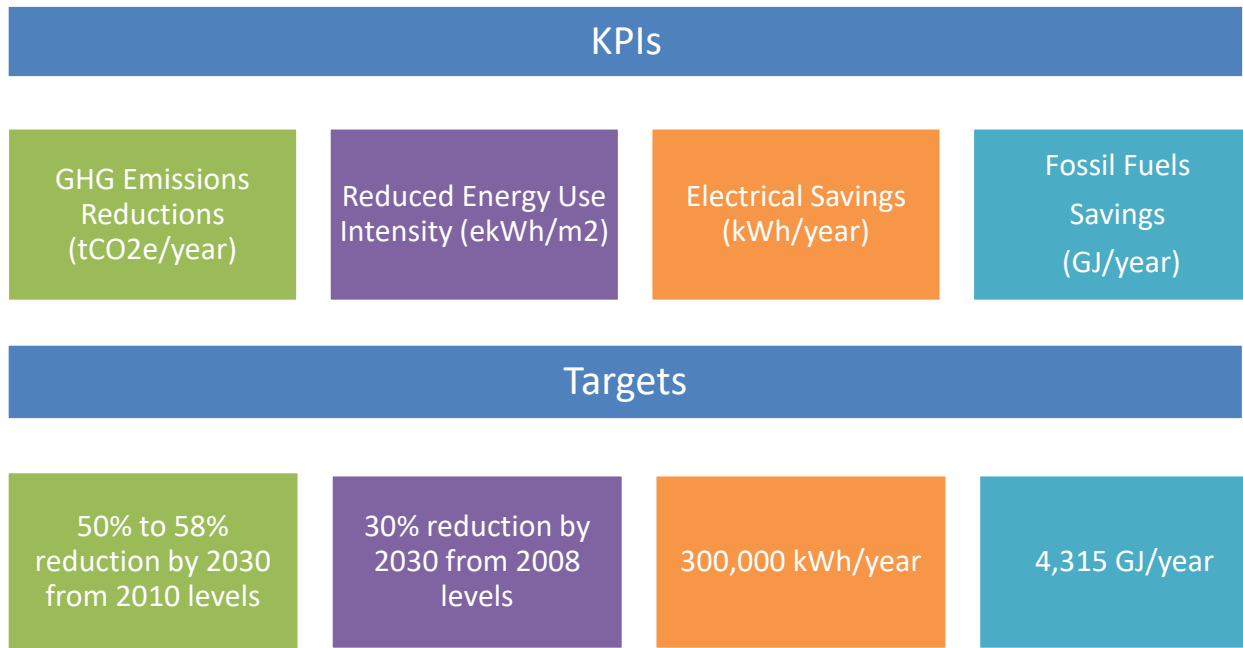 KPIs
GHG Emissions
Reductions
(tCO2e/year)
Reduced Energy Use
Intensity (ekWh/m2)
Electrical Savings
(kWh/year)
Fossil Fuels
Savings
(GJ/year)
Targets
50% to 58%
reduction by 2030
from 2010 levels
30% reduction by
2030 from 2008
levels
300,000 kWh/year
4,315 GJ/year